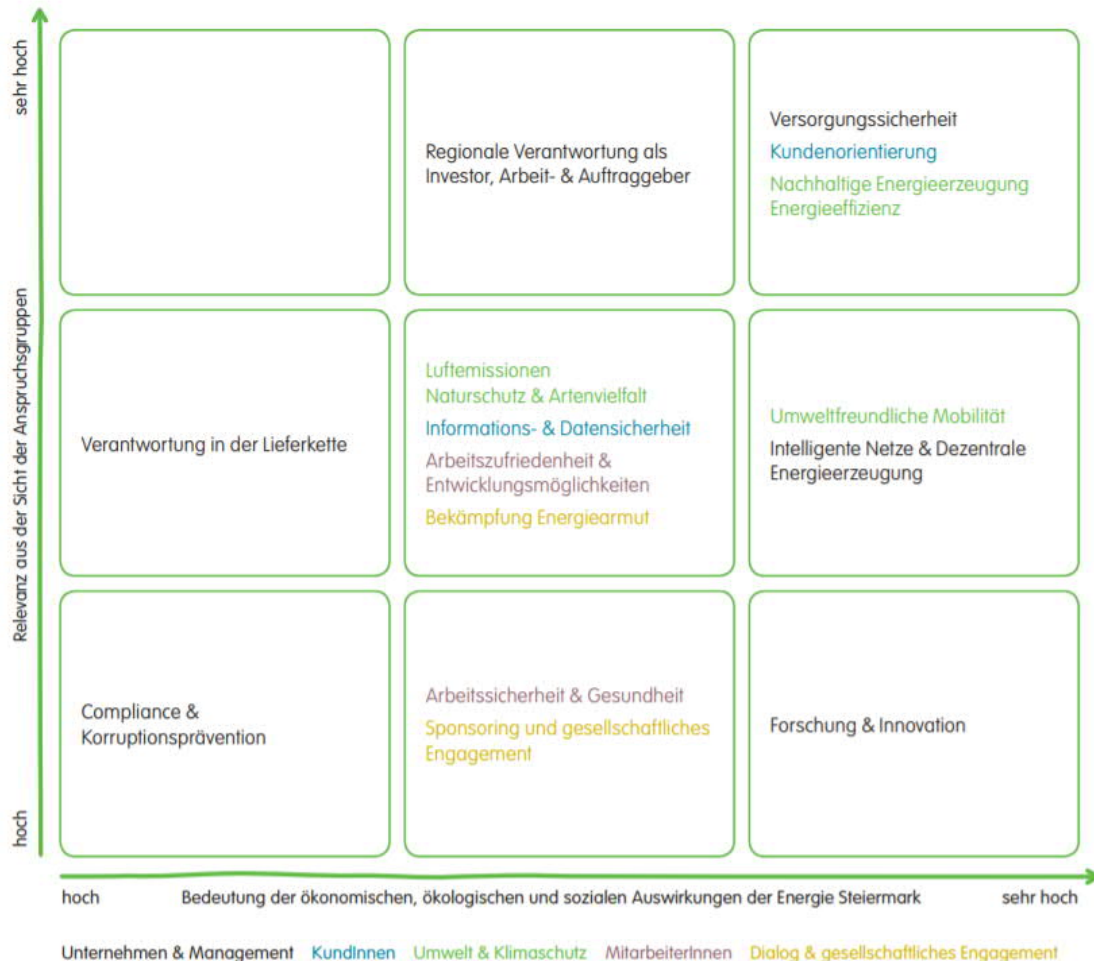 sehr hoch
Relevanz aus der Sicht der Anspruchsgruppen
hoch
Regionale Verantwortung als
Investor, Arbeit- & Auftraggeber
Versorgungssicherheit
Kundenorientierung
Nachhaltige Energieerzeugung
Energieeffizienz
Verantwortung in der Lieferkette
Luftemissionen
Naturschutz & Artenvielfalt
Informations- & Datensicherheit
Arbeitszufriedenheit &
Entwicklungsmöglichkeiten
Bekämpfung Energiearmut
Umweltfreundliche Mobilität
Intelligente Netze & Dezentrale
Energieerzeugung
Compliance &
Korruptionsprävention
Arbeitssicherheit & Gesundheit
Sponsoring und gesellschaftliches
Engagement
Forschung & Innovation
hoch
Bedeutung der ökonomischen, ökologischen und sozialen Auswirkungen der Energie Steiermark
sehr hoch
Unternehmen & Management KundInnen Umwelt & Klimaschutz MitarbeiterInnen Dialog & gesellschaftliches Engagement